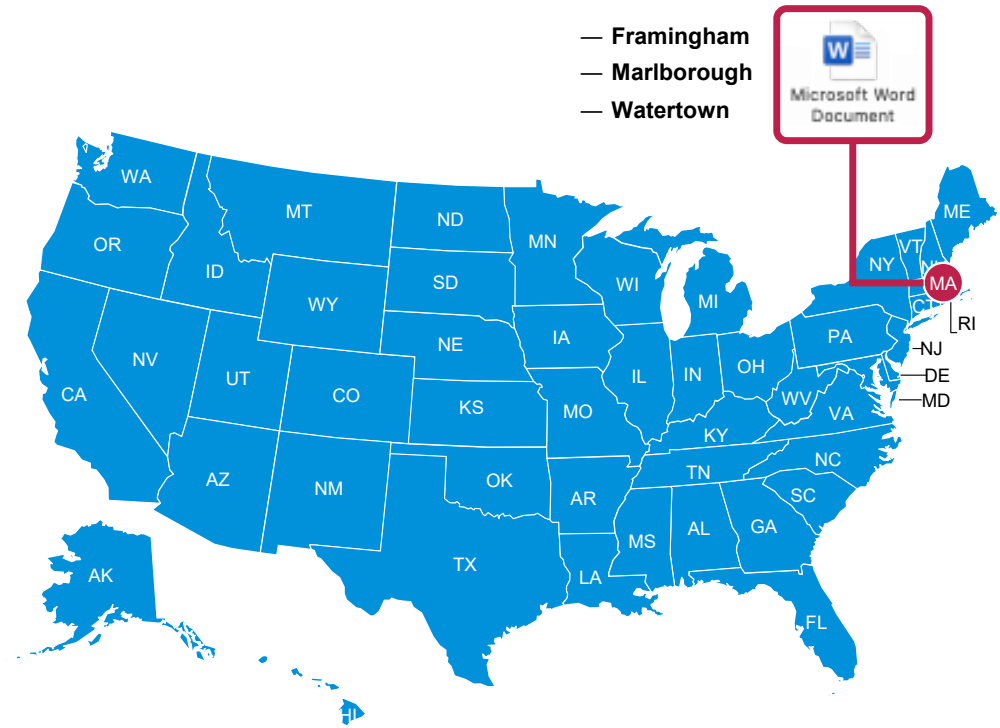 — Framingham
— Marlborough
— Watertown
W
Microsoft Word
Document
WA
OR
CA
NV
ID
MT
WY
UT
CO
AZ
NM
ND
SD
NE
KS
OK
TX
MN
IA
MO
AR
LA
WI
IL
MI
IN
OH
KY
TN
MS
AL
GA
FL
SC
NC
VA
WV
PA
NY
VT
ME
MA
CT
RI
NJ
DE
MD
AK
HI